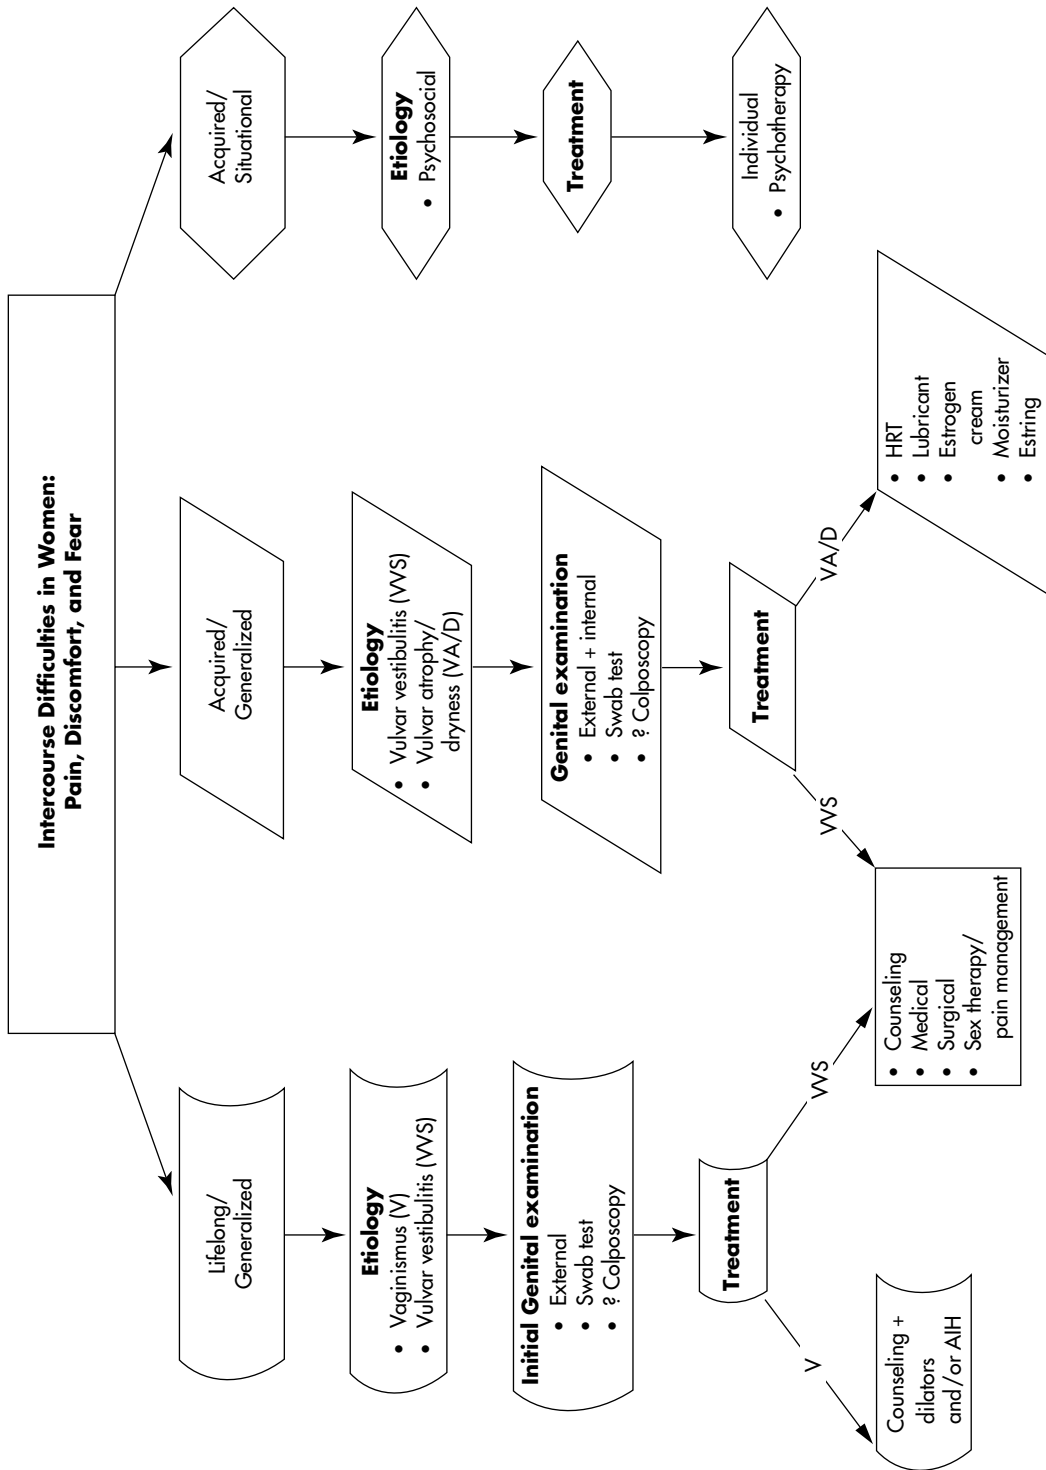 Intercourse Difficulties in Women:
Pain, Discomfort, and Fear
Lifelong/
Generalized
Etiology
• Vaginismus (V)
• Vulvar vestibulitis (VVS)
Initial Genital examination
• External
• Swab test
• ? Colposcopy
Treatment
V
VVS
Counseling +
dilators
and/or AIH
Acquired/
Generalized
Etiology
• Vulvar vestibulitis (VVS)
• Vulvar atrophy/
dryness (VA/D)
Genital examination
• External + internal
• Swab test
• ? Colposcopy
Treatment
VVS
VA/D
• Counseling
• Medical
• Surgical
• Sex therapy/
pain management
• HRT
• Lubricant
• Estrogen
cream
• Moisturizer
• Estring
Acquired/
Situational
Etiology
• Psychosocial
Treatment
Individual
• Psychotherapy